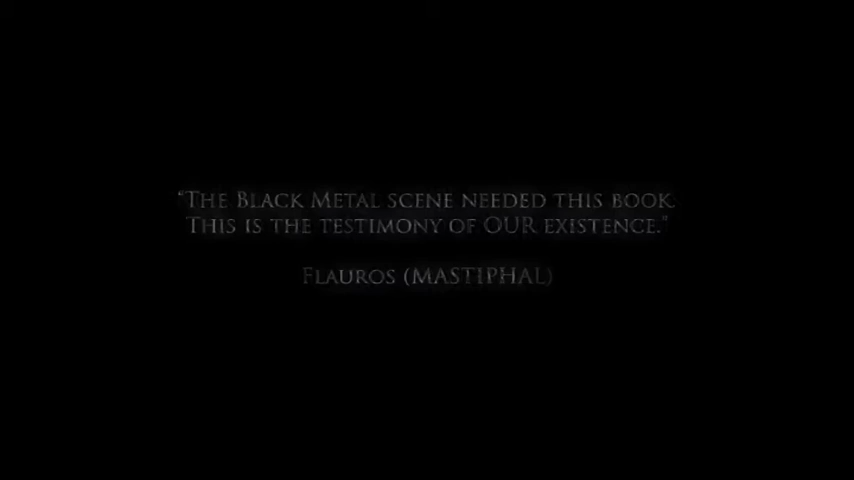 “The Black Metal scene needed this book.
This is the testimony of OUR existence.”
Flauros (MASTIPHAL)